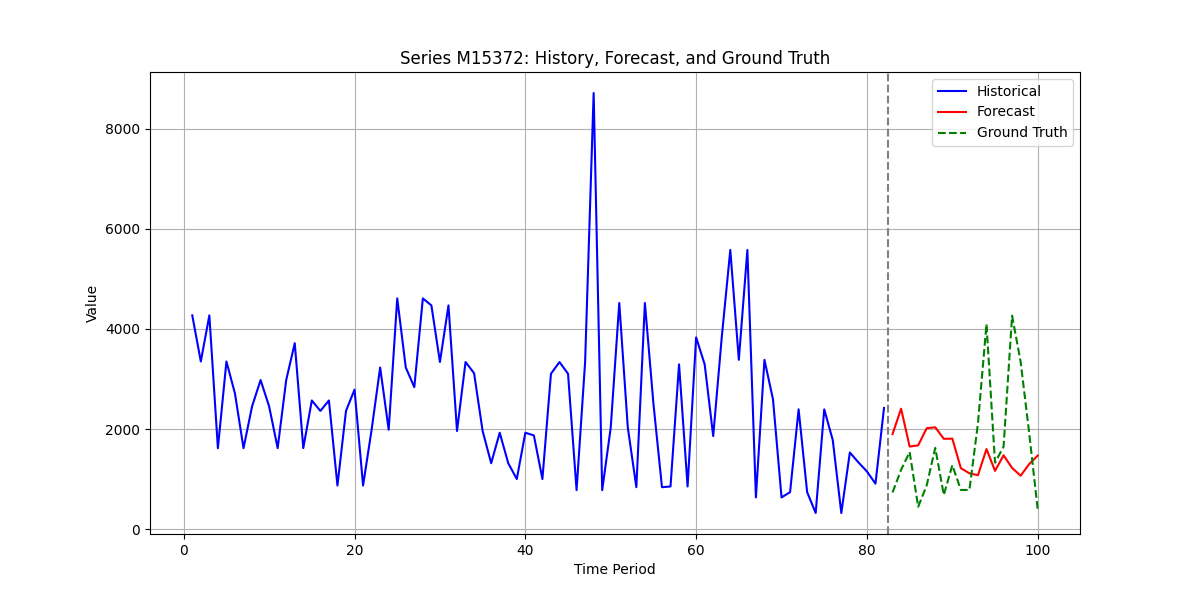 Series M15372: History, Forecast, and Ground Truth
Historical
Forecast
Ground Truth
Value
8000
6000
4000
2000
0
0 20 40 60 80 100
Time Period